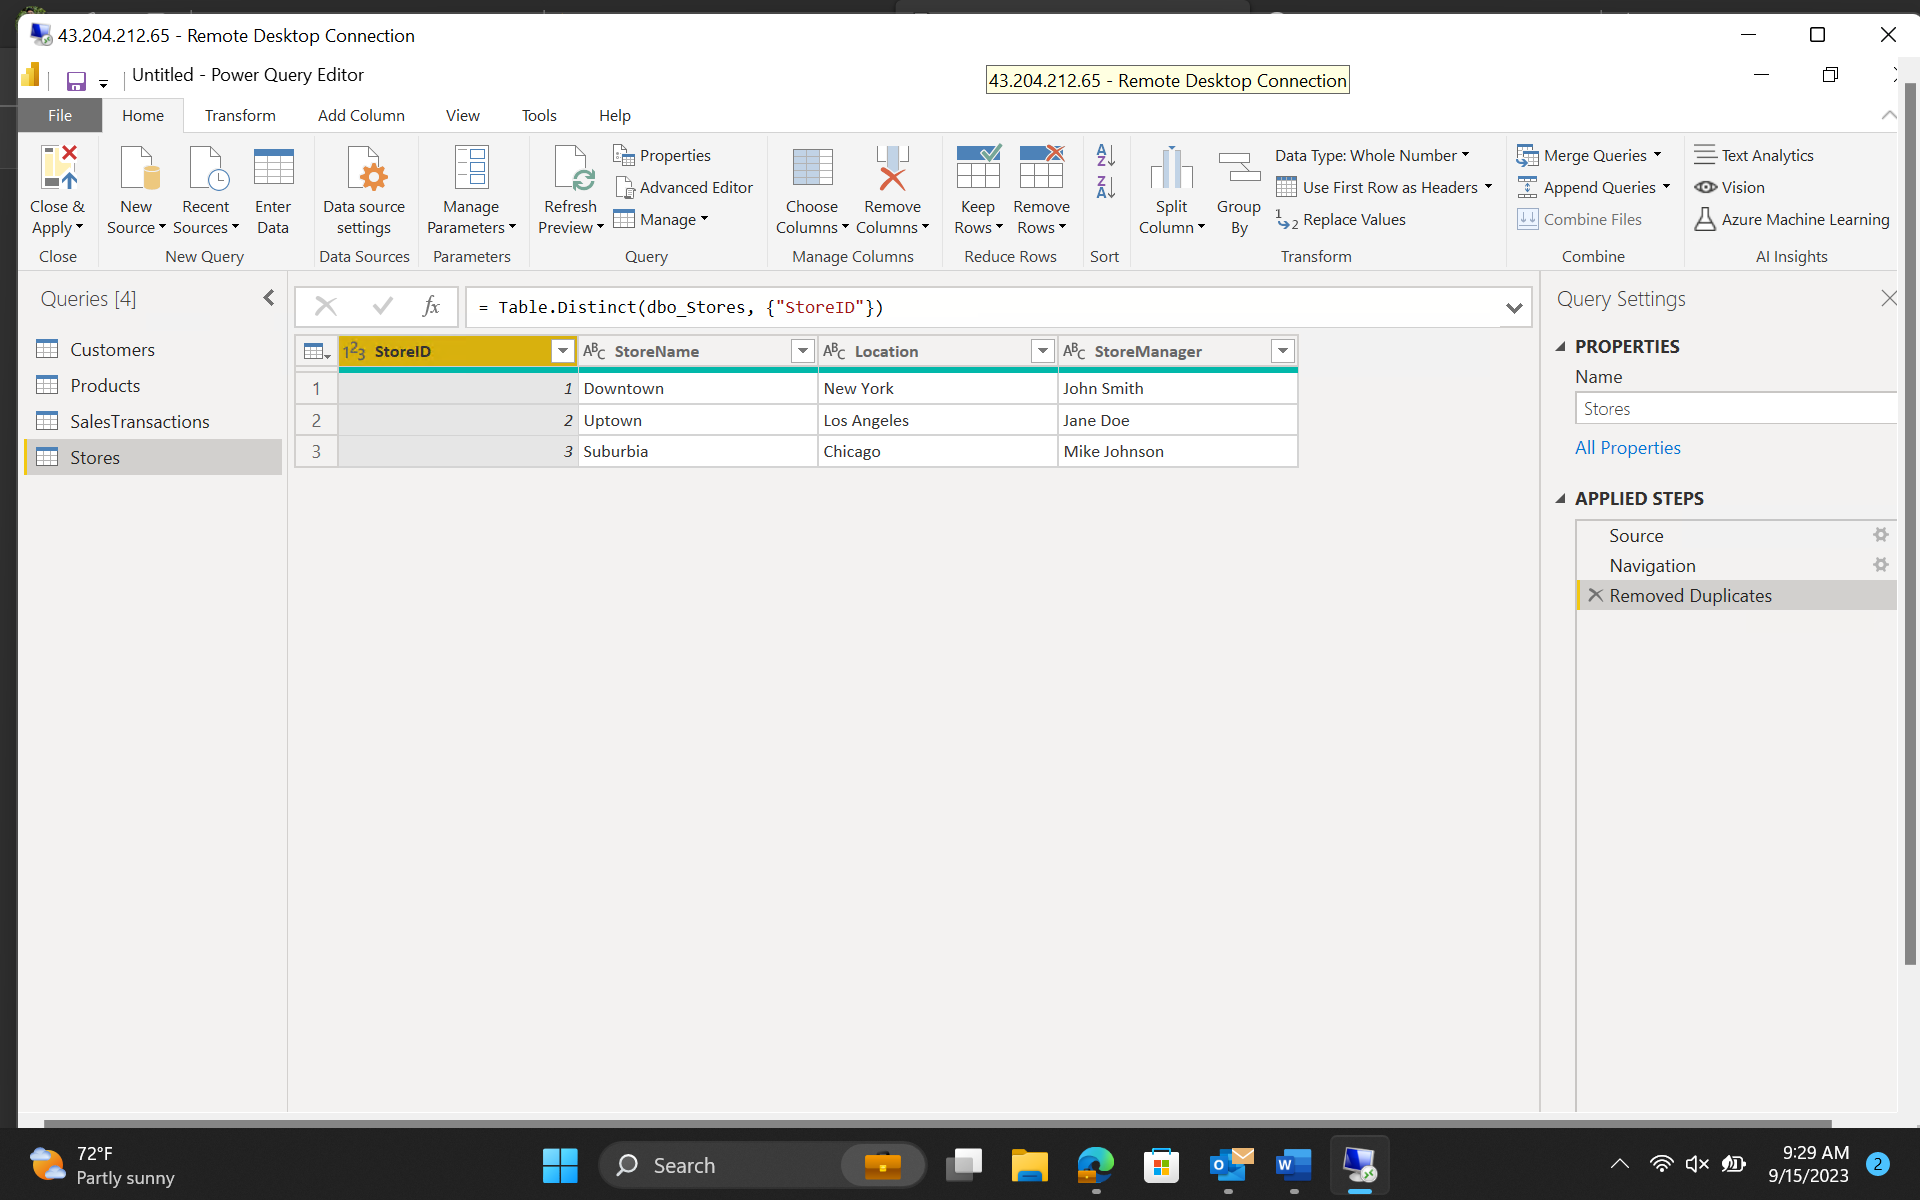 43.204.212.65 - Remote Desktop Connection
Untitled - Power Query Editor
43.204.212.65 - Remote Desktop Connection
File Home Transform Add Column View Tools Help
Close & Apply
Close
New Source
Recent Sources
Enter Data
New Query
Data source settings
Data Sources
Manage Parameters
Parameters
Refresh Preview
Properties
Advanced Editor
Manage
Query
Choose Columns
Remove Columns
Manage Columns
Keep Rows
Remove Rows
Reduce Rows
Sort
Split Column
Group By
Data Type: Whole Number
Use First Row as Headers
Replace Values
Transform
Merge Queries
Append Queries
Combine Files
Combine
Text Analytics
Vision
Azure Machine Learning
AI Insights
Queries [4]
Customers
Products
SalesTransactions
Stores
fx
= Table.Distinct(dbo_Stores, {"StoreID"})
123 StoreID ABC StoreName ABC Location ABC StoreManager
1 1 Downtown New York John Smith
2 2 Uptown Los Angeles Jane Doe
3 3 Suburbia Chicago Mike Johnson
Query Settings
PROPERTIES
Name
Stores
All Properties
APPLIED STEPS
Source
Navigation
Removed Duplicates
72°F
Partly sunny
Search
9:29 AM
9/15/2023
2